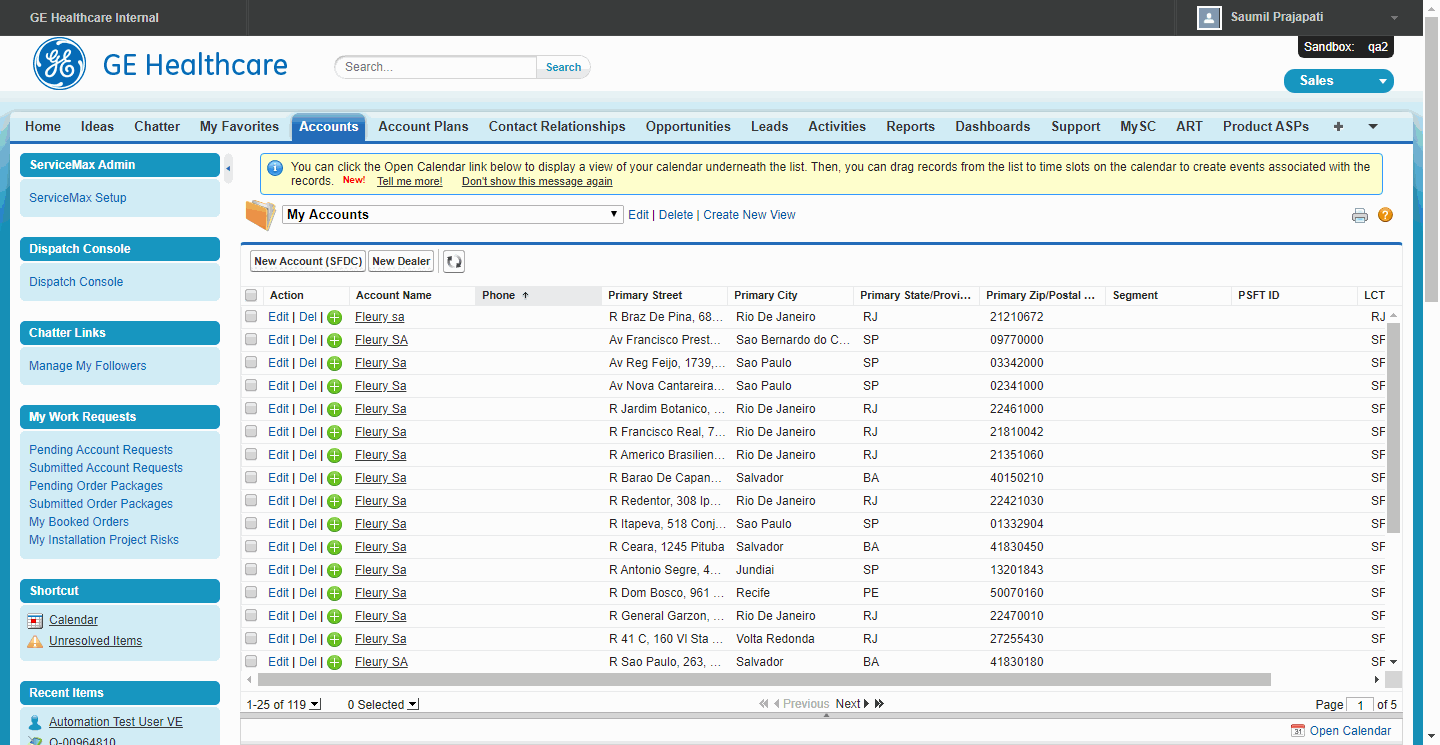 GE Healthcare Internal
Saumil Prajapati
Sandbox: qa2
GE Healthcare
Search...
Search
Sales
Home Ideas Chatter My Favorites Accounts Account Plans Contact Relationships Opportunities Leads Activities Reports Dashboards Support MySC ART Product ASPs +
ServiceMax Admin
ServiceMax Setup
Dispatch Console
Dispatch Console
Chatter Links
Manage My Followers
My Work Requests
Pending Account Requests
Submitted Account Requests
Pending Order Packages
Submitted Order Packages
My Booked Orders
My Installation Project Risks
Shortcut
Calendar
Unresolved Items
Recent Items
Automation Test User VE
Q-00964810
You can click the Open Calendar link below to display a view of your calendar underneath the list. Then, you can drag records from the list to time slots on the calendar to create events associated with the
records. New! Tell me more! Don't show this message again
My Accounts Edit | Delete | Create New View
New Account (SFDC) New Dealer
Action Account Name Phone Primary Street Primary City Primary State/Provi... Primary Zip/Postal ... Segment PSFT ID LCT
Edit | Del | Fleury sa R Braz De Pina, 68... Rio De Janeiro RJ 21210672 RJ
Edit | Del | Fleury SA Av Francisco Prest... Sao Bernardo do C... SP 09770000 SF
Edit | Del | Fleury Sa Av Reg Feijo, 1739,... Sao Paulo SP 03342000 SF
Edit | Del | Fleury Sa Av Nova Cantareira... Sao Paulo SP 02341000 SF
Edit | Del | Fleury Sa R Jardim Botanico, ... Rio De Janeiro RJ 22461000 SF
Edit | Del | Fleury Sa R Francisco Real, 7... Rio De Janeiro RJ 21810042 SF
Edit | Del | Fleury Sa R Americo Brasilien... Rio De Janeiro RJ 21351060 SF
Edit | Del | Fleury Sa R Barao De Capan... Salvador BA 40150210 SF
Edit | Del | Fleury Sa R Redentor, 308 Ip... Rio De Janeiro RJ 22421030 SF
Edit | Del | Fleury Sa R Itapeva, 518 Conj... Sao Paulo SP 01332904 SF
Edit | Del | Fleury Sa R Ceara, 1245 Pituba Salvador BA 41830450 SF
Edit | Del | Fleury Sa R Antonio Segre, 4... Jundiai SP 13201843 SF
Edit | Del | Fleury Sa R Dom Bosco, 961 ... Recife PE 50070160 SF
Edit | Del | Fleury Sa R General Garzon, ... Rio De Janeiro RJ 22470010 SF
Edit | Del | Fleury Sa R 41 C, 160 Vl Sta ... Volta Redonda RJ 27255430 SF
Edit | Del | Fleury SA R Sao Paulo, 263, ... Salvador BA 41830180 SF
1-25 of 119 0 Selected Previous Next Page 1 of 5
31 Open Calendar